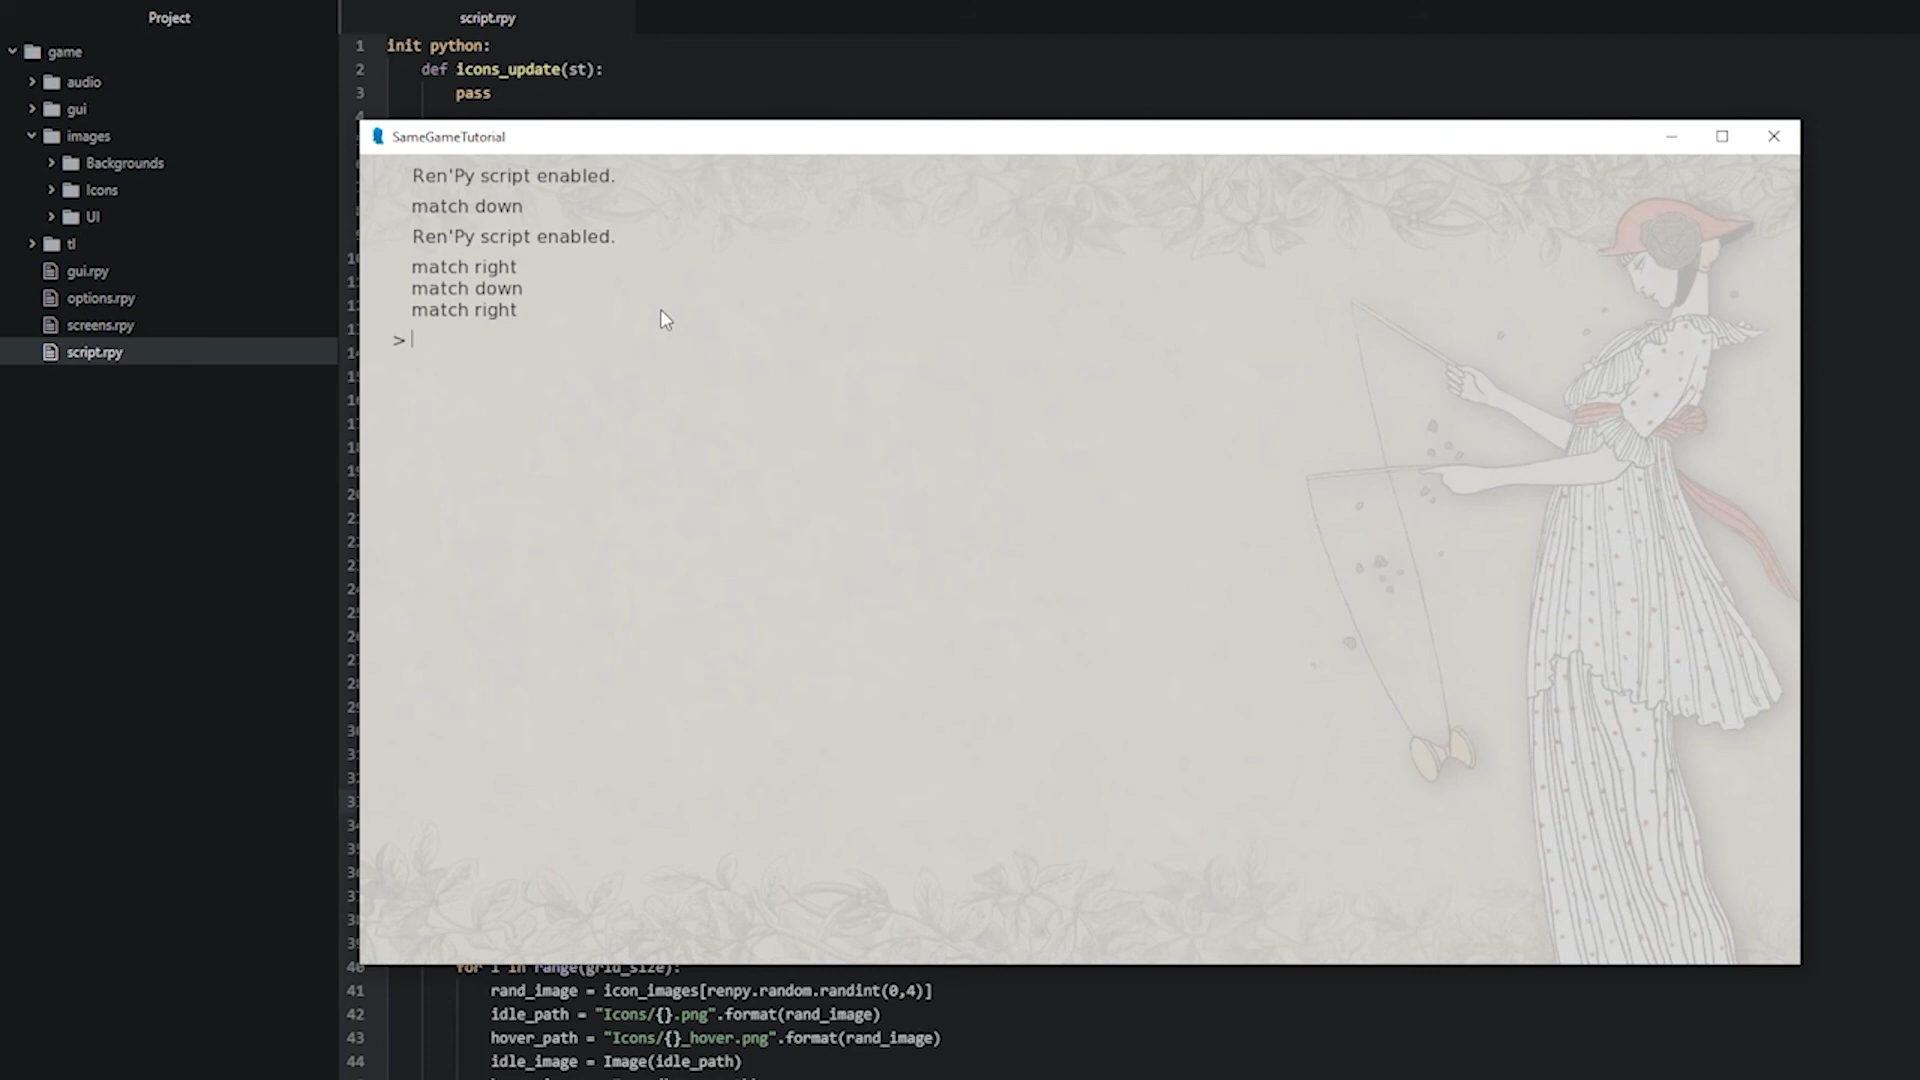 Project
script.rpy
game
audio
gui
images
Backgrounds
Icons
UI
tl
gui.rpy
options.rpy
screens.rpy
script.rpy
1 init python:
2 def icons_update(st):
3 pass
SameGameTutorial
Ren'Py script enabled.
match down
Ren'Py script enabled.
match right
match down
match right
>
40 for i in range(grid_size):
41 rand_image = icon_images[renpy.random.randint(0,4)]
42 idle_path = "Icons/{}.png".format(rand_image)
43 hover_path = "Icons/{}_hover.png".format(rand_image)
44 idle_image = Image(idle_path)